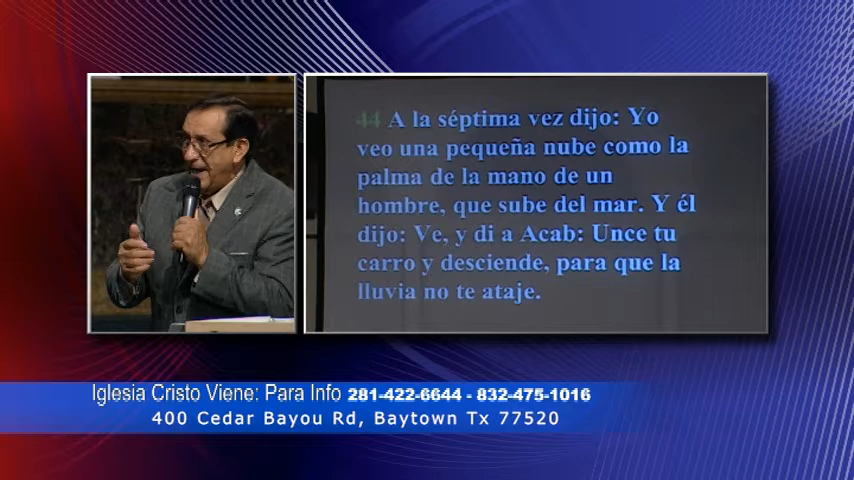 44 A la séptima vez dijo: Yo
veo una pequeña nube como la
palma de la mano de un
hombre, que sube del mar. Y él
dijo: Ve, y di a Acab: Unce tu
carro y desciende, para que la
lluvia no te ataje.
Iglesia Cristo Viene: Para Info 281-422-6644 - 832-475-1016
400 Cedar Bayou Rd, Baytown Tx 77520